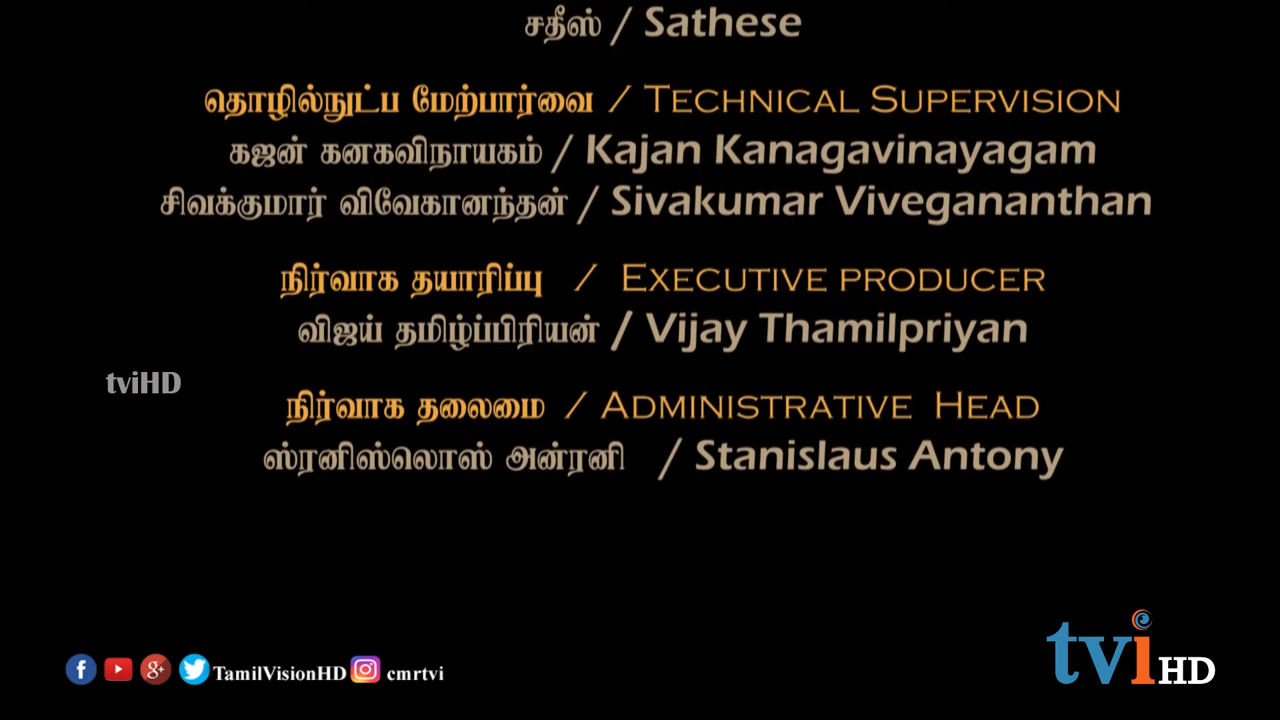 சதீஸ் / Sathese
தொழில்நுட்ப மேற்பார்வை / TECHNICAL SUPERVISION
கஜன் கனகவிநாயகம் / Kajan Kanagavinayagam
சிவக்குமார் விவேகானந்தன் / Sivakumar Vivegananthan
நிர்வாக தயாரிப்பு / EXECUTIVE PRODUCER
விஜய் தமிழ்ப்பிரியன் / Vijay Thamilpriyan
tviHD
நிர்வாக தலைமை / ADMINISTRATIVE HEAD
ஸ்ரனிஸ்லொஸ் அன்ரனி / Stanislaus Antony
TamilVisionHD cmrtvi
tvi HD